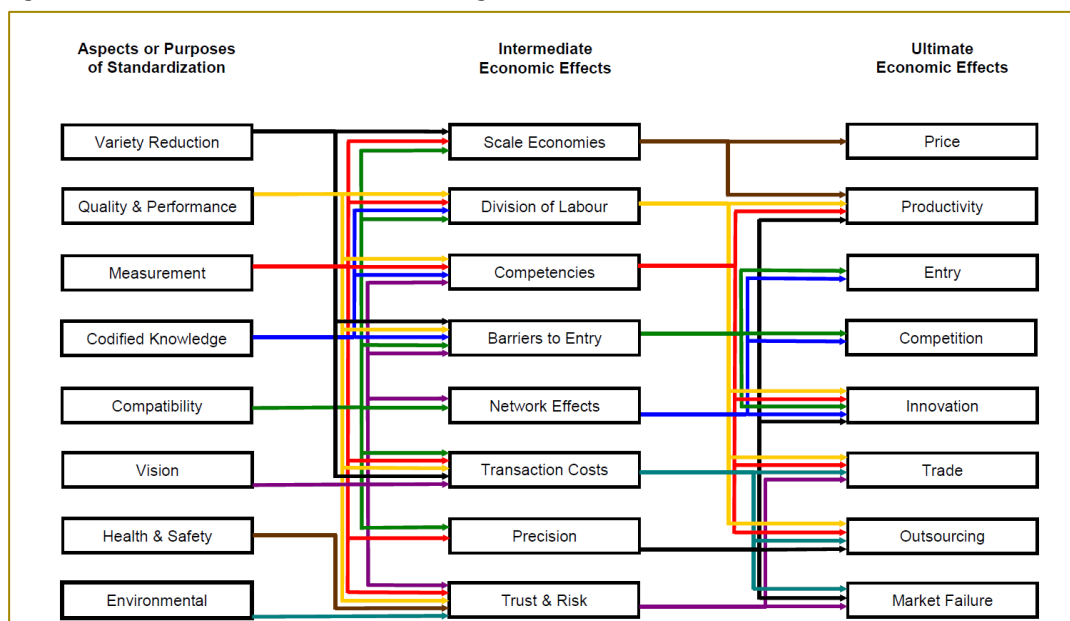 Aspects or Purposes
of Standardization
Intermediate
Economic Effects
Ultimate
Economic Effects
Variety Reduction
Scale Economies
Price
Quality & Performance
Division of Labour
Productivity
Measurement
Competencies
Entry
Codified Knowledge
Barriers to Entry
Competition
Compatibility
Network Effects
Innovation
Vision
Transaction Costs
Trade
Health & Safety
Precision
Outsourcing
Environmental
Trust & Risk
Market Failure